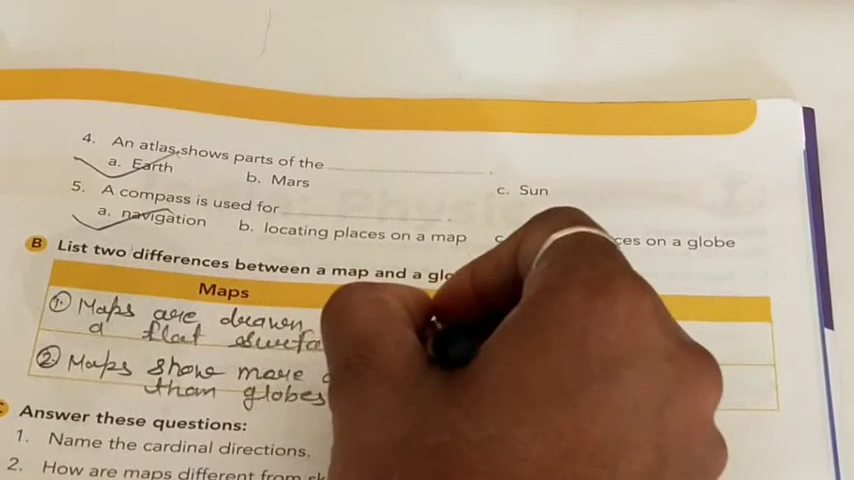 4. An atlas shows parts of the
a. Earth b. Mars c. Sun
5. A compass is used for
a. navigation b. locating places on a map c. on a globe
B List two differences between a map and a
Maps
1. Maps are drawn
a flat
2. Maps show more
than globes
Answer these questions:
1. Name the cardinal directions.
2. How are maps different from